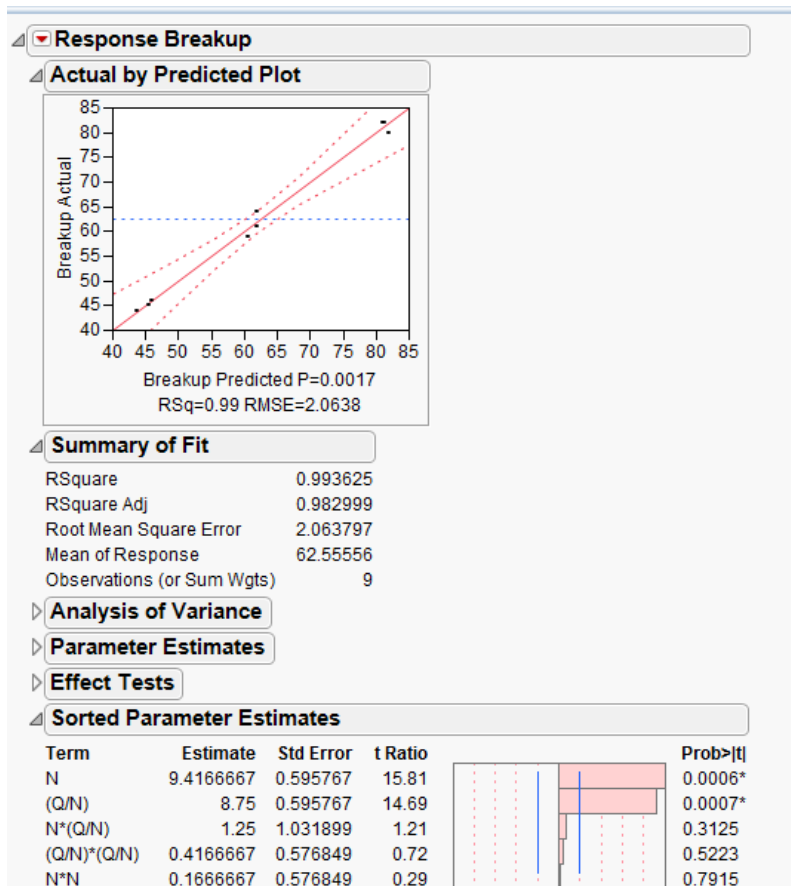 Response Breakup
Actual by Predicted Plot
85
80
75
70
65
60
55
50
45
40
Breakup Actual
40 45 50 55 60 65 70 75 80 85
Breakup Predicted P=0.0017
RSq=0.99 RMSE=2.0638
Summary of Fit
RSquare 0.993625
RSquare Adj 0.982999
Root Mean Square Error 2.063797
Mean of Response 62.55556
Observations (or Sum Wgts) 9
Analysis of Variance
Parameter Estimates
Effect Tests
Sorted Parameter Estimates
Term Estimate Std Error t Ratio Prob>|t|
N 9.4166667 0.595767 15.81 0.0006*
(Q/N) 8.75 0.595767 14.69 0.0007*
N*(Q/N) 1.25 1.031899 1.21 0.3125
(Q/N)*(Q/N) 0.4166667 0.576849 0.72 0.5223
N*N 0.1666667 0.576849 0.29 0.7915